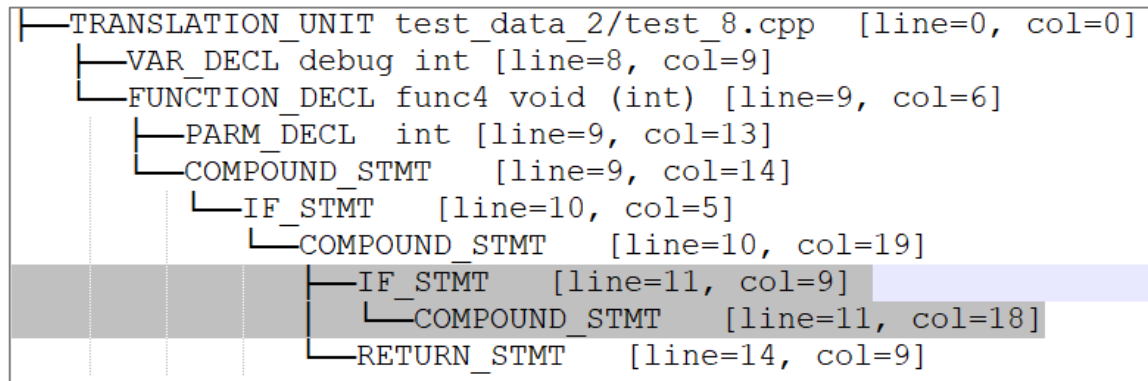 ├──TRANSLATION_UNIT test_data_2/test_8.cpp  [line=0, col=0]
   ├──VAR_DECL debug int [line=8, col=9]
   └──FUNCTION_DECL func4 void (int) [line=9, col=6]
      ├──PARM_DECL  int [line=9, col=13]
      └──COMPOUND_STMT   [line=9, col=14]
         └──IF_STMT   [line=10, col=5]
            └──COMPOUND_STMT   [line=10, col=19]
               ├──IF_STMT   [line=11, col=9]
               │  └──COMPOUND_STMT   [line=11, col=18]
               └──RETURN_STMT   [line=14, col=9]